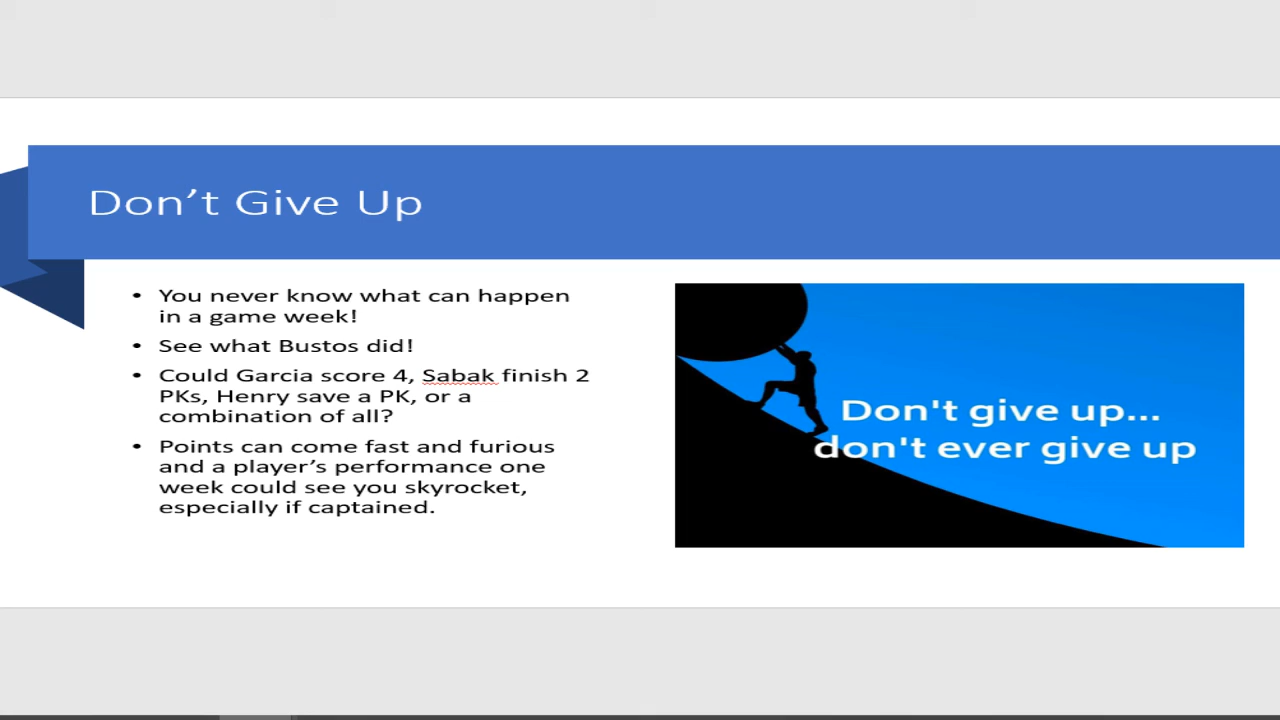 Don’t Give Up
• You never know what can happen
in a game week!
• See what Bustos did!
• Could Garcia score 4, Sabak finish 2
PKs, Henry save a PK, or a
combination of all?
• Points can come fast and furious
and a player’s performance one
week could see you skyrocket,
especially if captained.
Don't give up...
don't ever give up